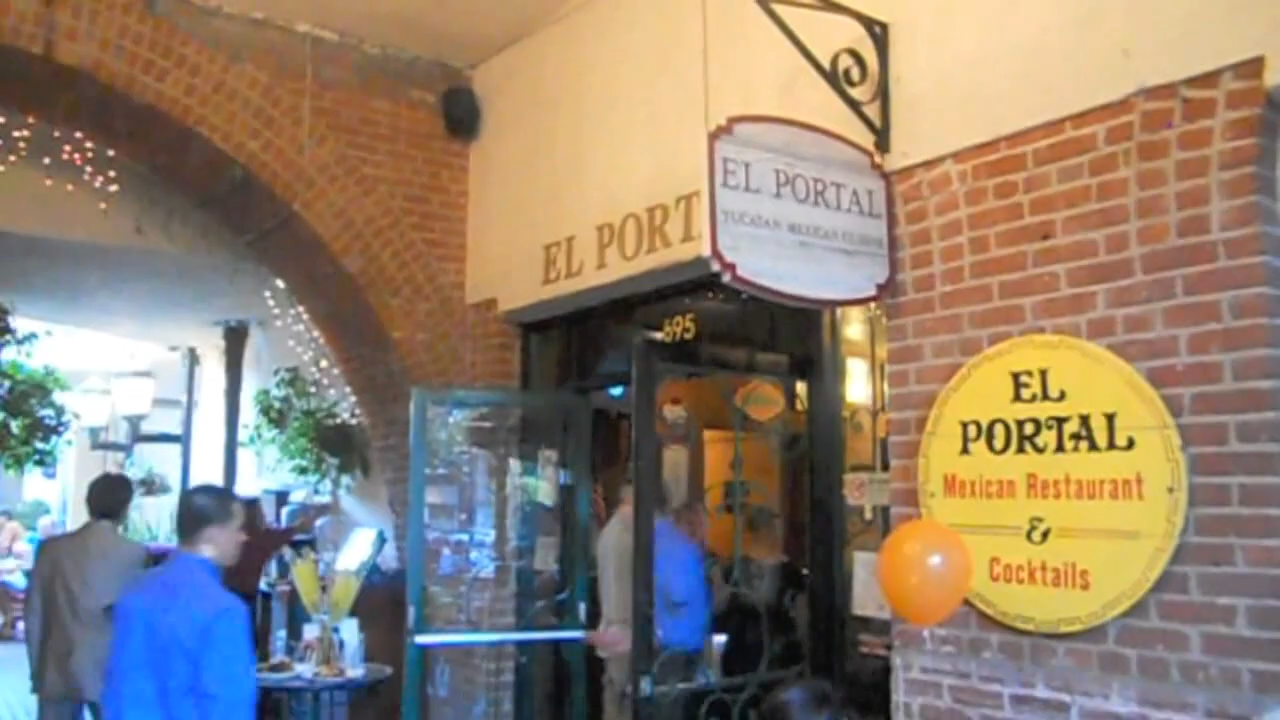 EL PORT
EL PORTAL
YUCATAN MEXICAN CUISINE
695
EL
PORTAL
Mexican Restaurant
&
Cocktails